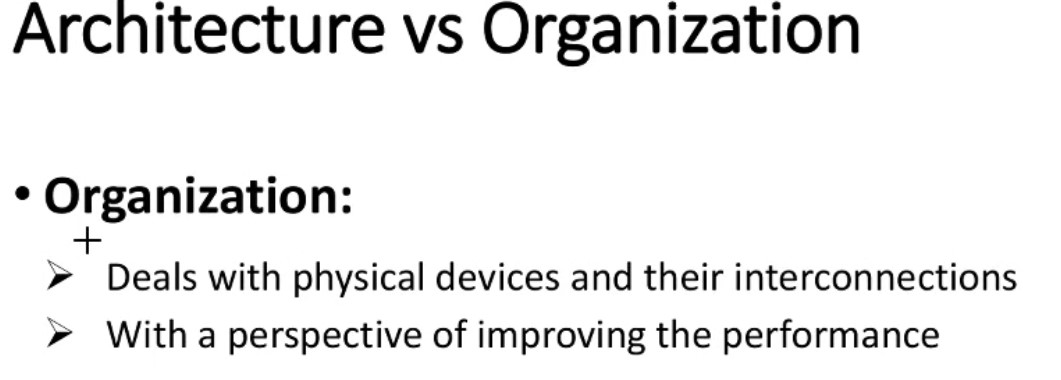 Architecture vs Organization
• Organization:
➢ Deals with physical devices and their interconnections
➢ With a perspective of improving the performance